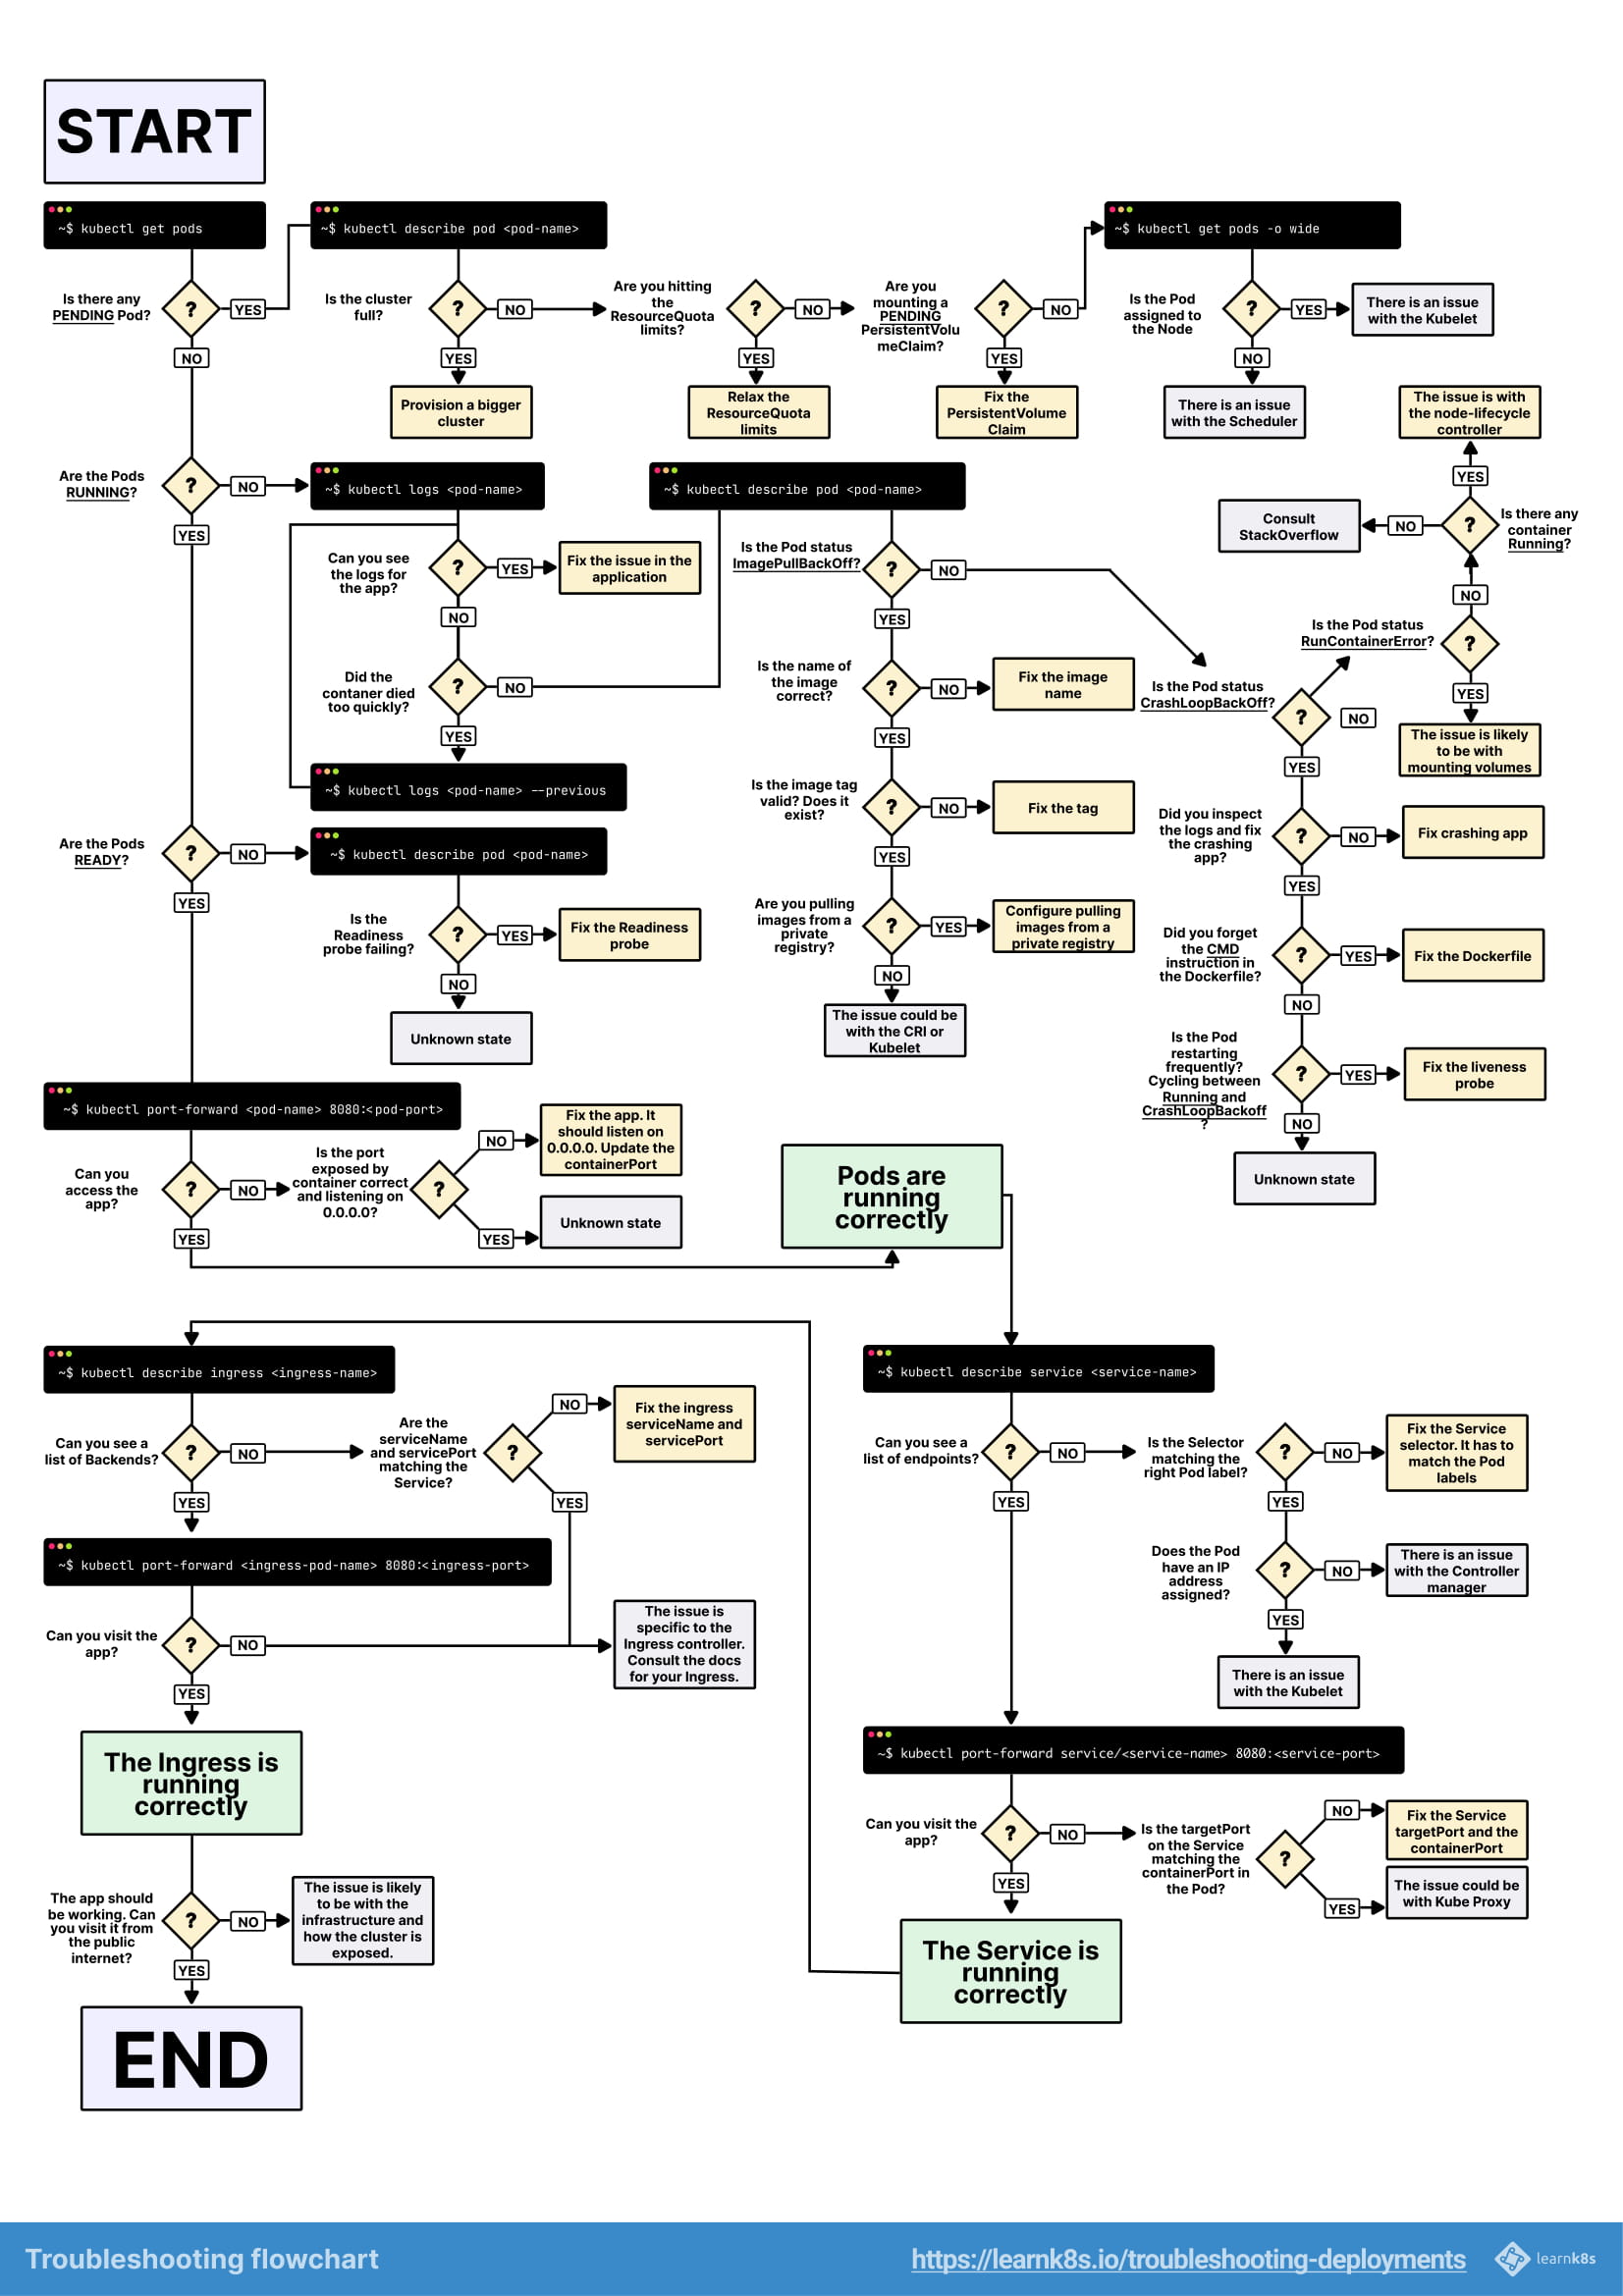 START
~$ kubectl get pods
Is there any
PENDING Pod?
?
YES
NO
~$ kubectl describe pod <pod-name>
Is the cluster
full?
?
NO
YES
Provision a bigger
cluster
Are you hitting
the
ResourceQuota
limits?
?
NO
YES
Relax the
ResourceQuota
limits
Are you
mounting a
PENDING
PersistentVolu
meClaim?
?
NO
YES
Fix the
PersistentVolume
Claim
~$ kubectl get pods -o wide
Is the Pod
assigned to
the Node
?
YES
There is an issue
with the Kubelet
NO
There is an issue
with the Scheduler
Are the Pods
RUNNING?
?
NO
YES
~$ kubectl logs <pod-name>
Can you see
the logs for
the app?
?
YES
Fix the issue in the
application
NO
Did the
contaner died
too quickly?
?
NO
YES
~$ kubectl logs <pod-name> --previous
~$ kubectl describe pod <pod-name>
Is the Pod status
ImagePullBackOff?
?
NO
YES
Is the name of
the image
correct?
?
NO
Fix the image
name
YES
Is the image tag
valid? Does it
exist?
?
NO
Fix the tag
YES
Are you pulling
images from a
private
registry?
?
YES
Configure pulling
images from a
private registry
NO
The issue could be
with the CRI or
Kubelet
The issue is with
the node-lifecycle
controller
YES
Consult
StackOverflow
NO
?
Is there any
container
Running?
NO
Is the Pod status
RunContainerError?
?
YES
The issue is likely
to be with
mounting volumes
Is the Pod status
CrashLoopBackOff?
?
NO
YES
Did you inspect
the logs and fix
the crashing
app?
?
NO
Fix crashing app
YES
Did you forget
the CMD
instruction in
the Dockerfile?
?
YES
Fix the Dockerfile
NO
Is the Pod
restarting
frequently?
Cycling between
Running and
CrashLoopBackoff
?
?
YES
Fix the liveness
probe
NO
Unknown state
Are the Pods
READY?
?
NO
YES
~$ kubectl describe pod <pod-name>
Is the
Readiness
probe failing?
?
YES
Fix the Readiness
probe
NO
Unknown state
~$ kubectl port-forward <pod-name> 8080:<pod-port>
Can you
access the
app?
?
NO
YES
Is the port
exposed by
container correct
and listening on
0.0.0.0?
?
NO
Fix the app. It
should listen on
0.0.0.0. Update the
containerPort
YES
Unknown state
Pods are
running
correctly
~$ kubectl describe ingress <ingress-name>
Can you see a
list of Backends?
?
NO
YES
Are the
serviceName
and servicePort
matching the
Service?
?
NO
Fix the ingress
serviceName and
servicePort
YES
~$ kubectl port-forward <ingress-pod-name> 8080:<ingress-port>
Can you visit the
app?
?
NO
The issue is
specific to the
Ingress controller.
Consult the docs
for your Ingress.
YES
The Ingress is
running
correctly
The app should
be working. Can
you visit it from
the public
internet?
?
NO
The issue is likely
to be with the
infrastructure and
how the cluster is
exposed.
YES
END
~$ kubectl describe service <service-name>
Can you see a
list of endpoints?
?
NO
YES
Is the Selector
matching the
right Pod label?
?
NO
Fix the Service
selector. It has to
match the Pod
labels
YES
Does the Pod
have an IP
address
assigned?
?
NO
There is an issue
with the Controller
manager
YES
There is an issue
with the Kubelet
~$ kubectl port-forward service/<service-name> 8080:<service-port>
Can you visit the
app?
?
NO
YES
Is the targetPort
on the Service
matching the
containerPort in
the Pod?
?
NO
Fix the Service
targetPort and the
containerPort
YES
The issue could be
with Kube Proxy
The Service is
running
correctly
Troubleshooting flowchart
https://learnk8s.io/troubleshooting-deployments
learnk8s